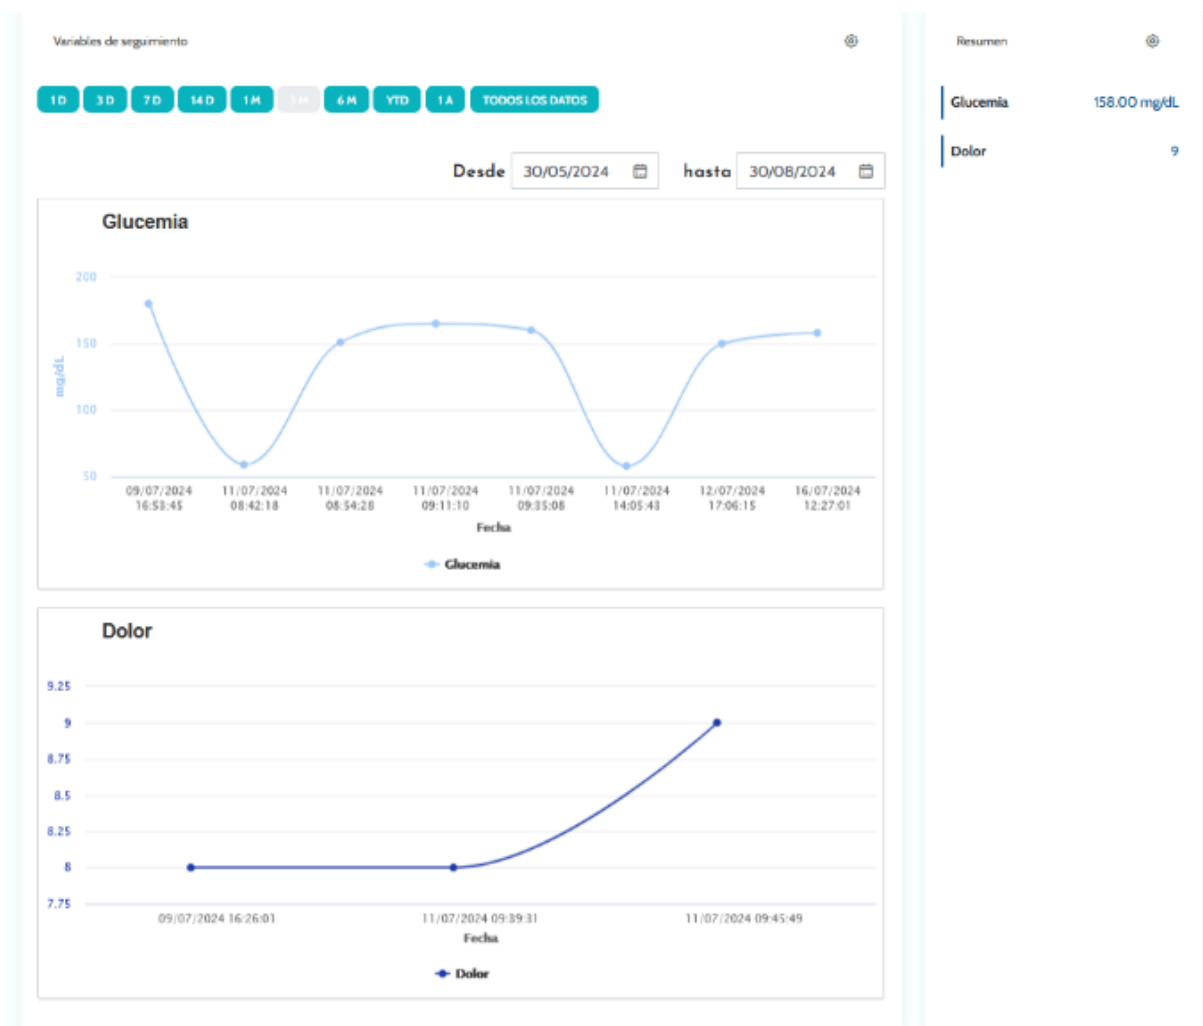 Variables de seguimiento
1 D 3 D 7 D 14 D 1 M 3 M 6 M YTD 1 A TODOS LOS DATOS
Desde 30/05/2024 hasta 30/08/2024
Glucemia
200
150
100
50
mg/dL
09/07/2024 16:53:45
11/07/2024 08:42:18
11/07/2024 08:54:28
11/07/2024 09:11:10
11/07/2024 09:35:08
11/07/2024 14:05:43
12/07/2024 17:06:15
16/07/2024 12:27:01
Fecha
Glucemia
Dolor
9.25
9
8.75
8.5
8.25
8
7.75
09/07/2024 16:26:01
11/07/2024 09:39:31
11/07/2024 09:45:49
Fecha
Dolor
Resumen
Glucemia 158.00 mg/dL
Dolor 9